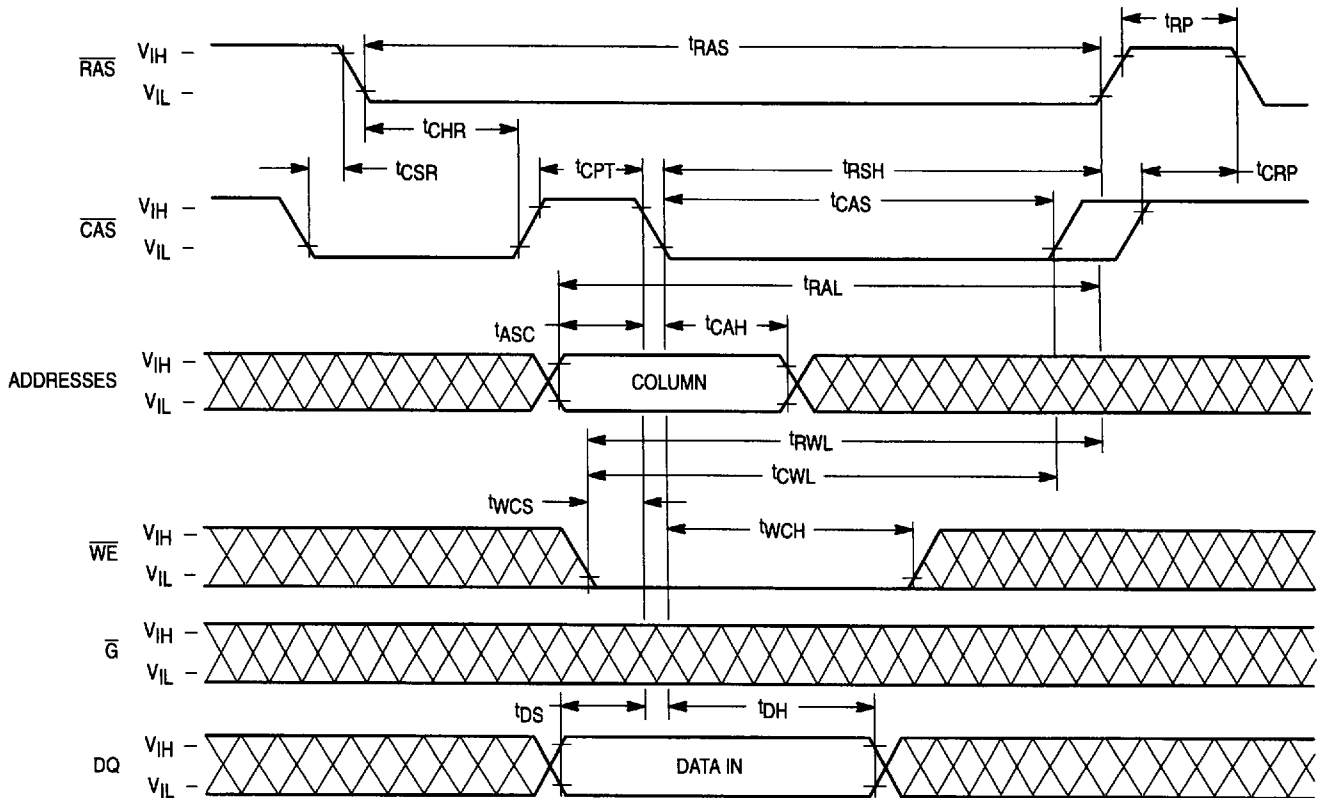 tRP
VIH
tRAS
RAS
VIL
tCHR
tCSR
tCPT
tRSH
tCRP
VIH
tCAS
CAS
VIL
tRAL
tASC
tCAH
VIH
ADDRESSES
COLUMN
VIL
tRWL
tCWL
tWCS
VIH
tWCH
WE
VIL
VIH
G
VIL
tDS
tDH
VIH
DQ
DATA IN
VIL